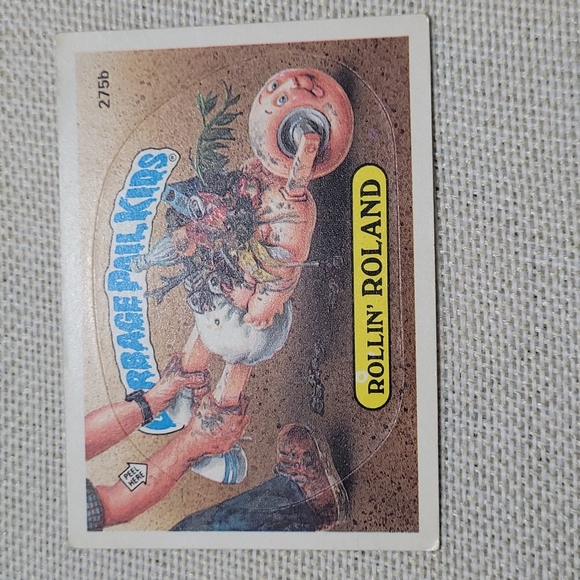 275b
GARBAGE PAIL KIDS®
PEEL HERE
ROLLIN' ROLAND